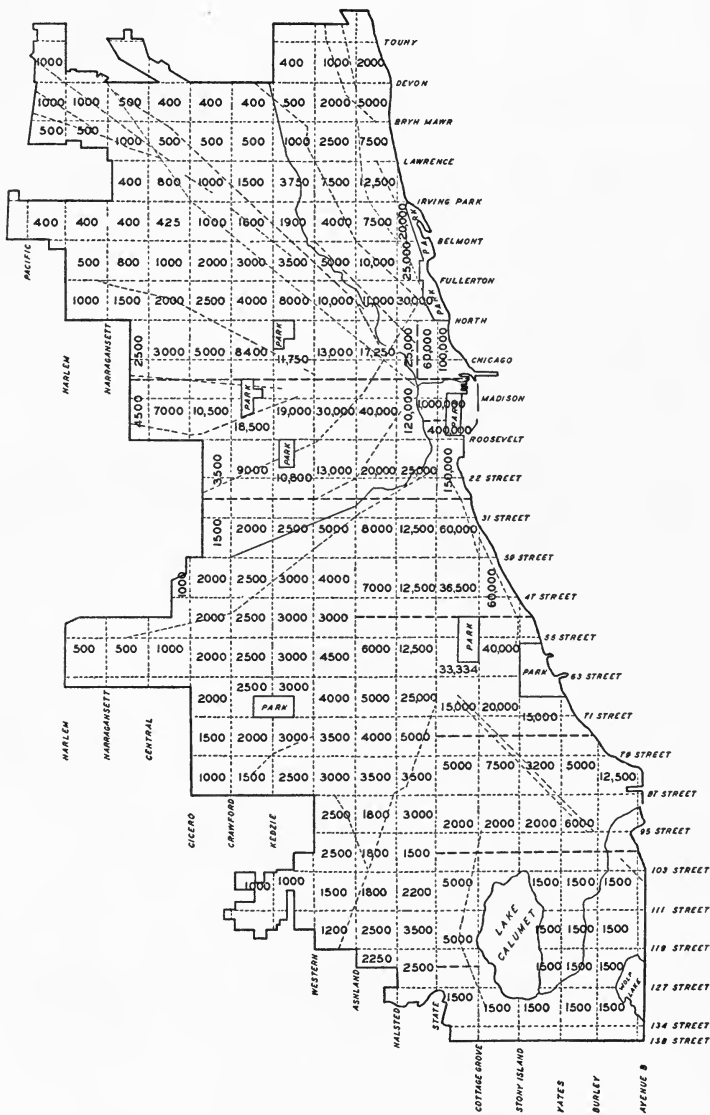 TOUHY
1000
400 1000 2000
DEVON
1000 1000 500 400 400 400 500 2000 5000
BRYN MAWR
500 500 1000 500 500 500 1000 2500 7500
LAWRENCE
400 800 1000 1500 3750 7500 12,500
IRVING PARK
400 400 400 425 1000 1600 1900 4000 7500 20,000 PARK
BELMONT
PACIFIC
500 800 1000 2000 3000 3500 5000 10,000 25,000
FULLERTON
1000 1500 2000 2500 4000 8000 10,000 11,000 30,000 PARK
NORTH
HARLEM
NARRAGANSETT
2500 3000 5000 8400 PARK 11,750 13,000 17,250 25,000 60,000 100,000
CHICAGO
MADISON
4500 7000 10,500 PARK 18,500 19,000 30,000 40,000 120,000 1,000,000 400,000 PARK
ROOSEVELT
3500 9000 PARK 10,800 13,000 20,000 25,000 150,000
22 STREET
31 STREET
1500 2000 2500 5000 8000 12,500 60,000
39 STREET
1000 2000 2500 3000 4000 7000 12,500 36,500 60,000
47 STREET
2000 2500 3000 3000
55 STREET
500 500 1000 2000 2500 3000 4500 6000 12,500 PARK 40,000
33,334 PARK
63 STREET
2000 2500 3000 PARK 4000 5000 25,000 15,000 20,000 15,000
71 STREET
1500 2000 3000 3500 4000 5000
79 STREET
HARLEM
NARRAGANSETT
CENTRAL
1000 1500 2500 3000 3500 3500 5000 7500 3200 5000 12,500
87 STREET
CICERO
CRAWFORD
KEDZIE
2500 1800 3000 2000 2000 2000 6000
95 STREET
2500 1800 1500
103 STREET
1000 1000 1500 1800 2200 5000 1500 1500 1500
111 STREET
LAKE CALUMET
1200 2500 3500 5000 1500 1500 1500
119 STREET
2250 2500 1500 1500 1500
WOLF LAKE
127 STREET
WESTERN
ASHLAND
HALSTED
STATE
1500 1500 1500 1500 1500
134 STREET
138 STREET
COTTAGE GROVE
STONY ISLAND
YATES
BURLEY
AVENUE B